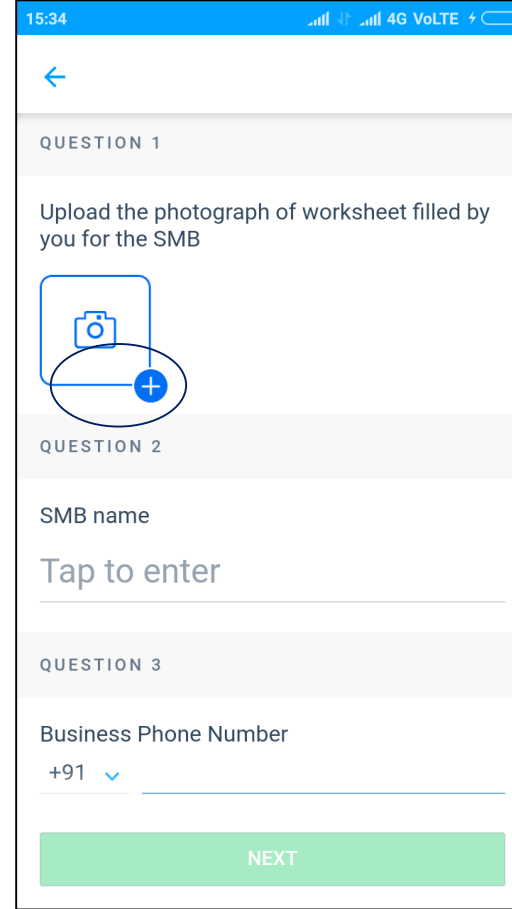 15:34 4G VoLTE
QUESTION 1
Upload the photograph of worksheet filled by
you for the SMB
QUESTION 2
SMB name
Tap to enter
QUESTION 3
Business Phone Number
+91
NEXT